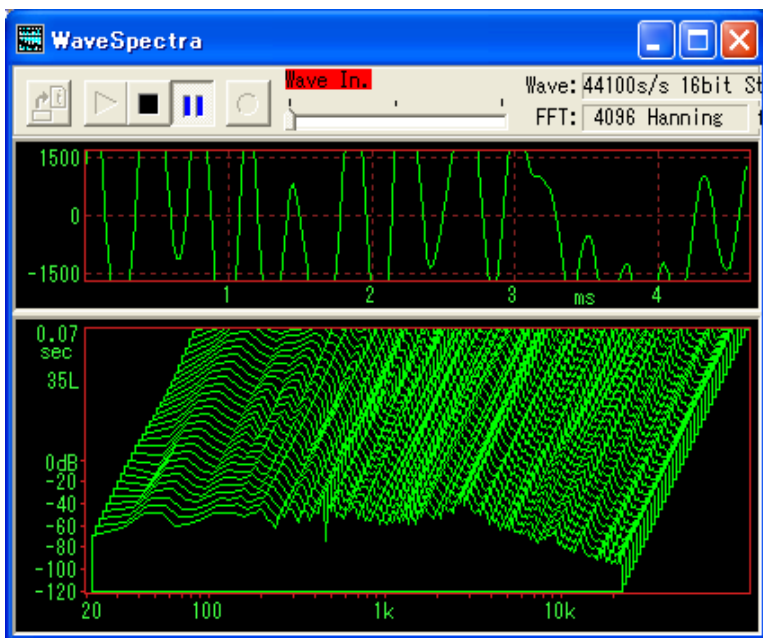 WaveSpectra
Wave In.
Wave: 44100s/s 16bit St
FFT: 4096 Hanning
1500
0
-1500
1 2 3 ms 4
0.07
sec
35L
0dB
-20
-40
-60
-80
-100
-120
20 100 1k 10k